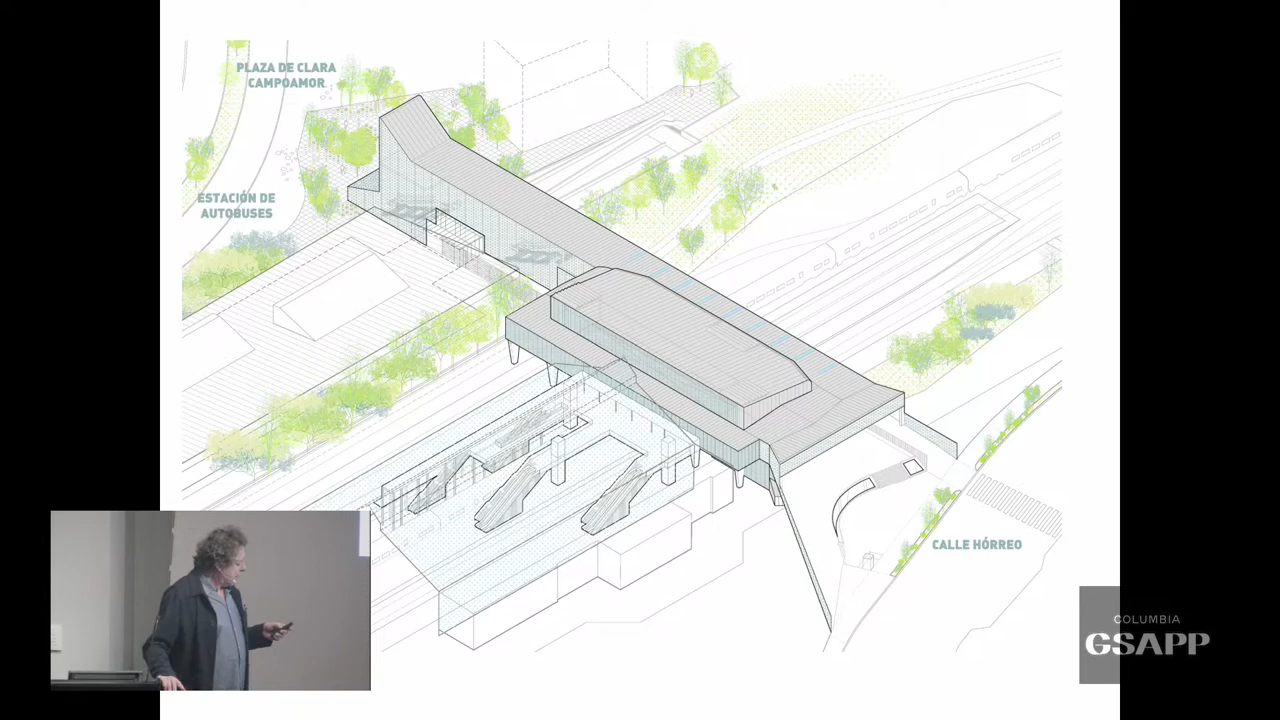 PLAZA DE CLARA
CAMPOAMOR
ESTACIÓN DE
AUTOBUSES
CALLE HÓRREO
COLUMBIA
GSAPP